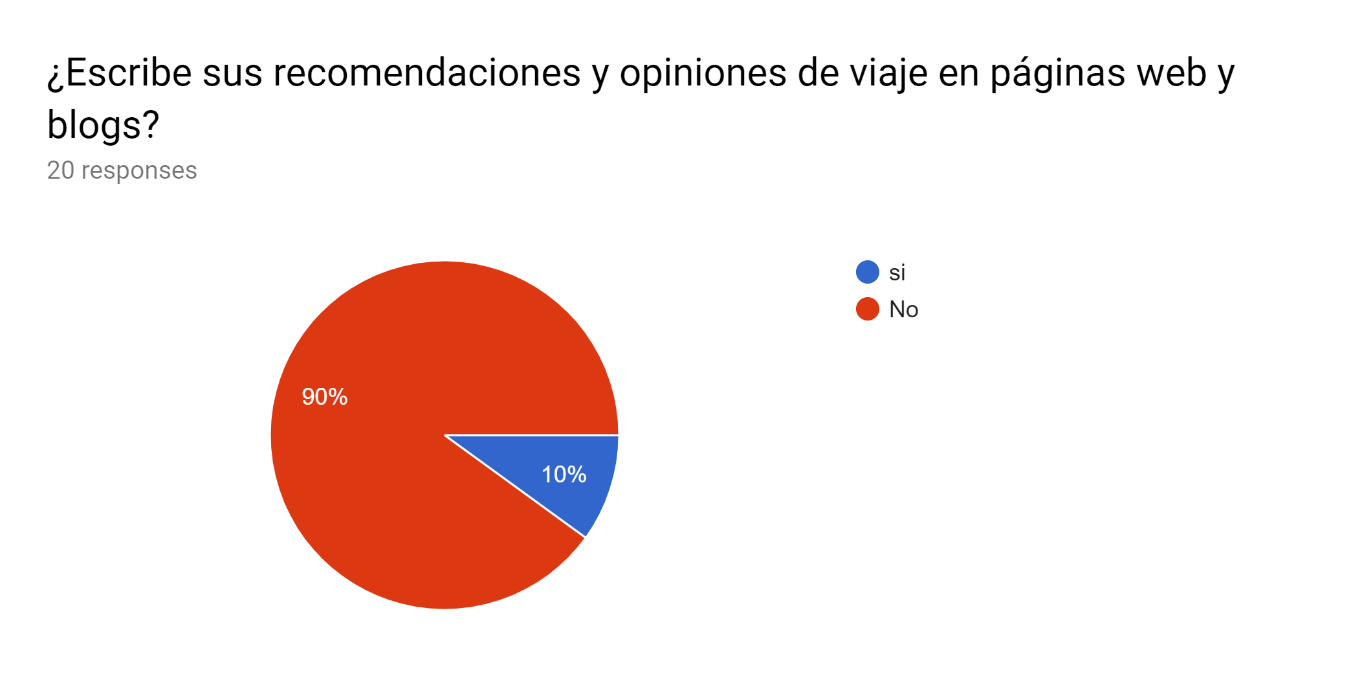 ¿Escribe sus recomendaciones y opiniones de viaje en páginas web y
blogs?
20 responses
si
No
90%
10%